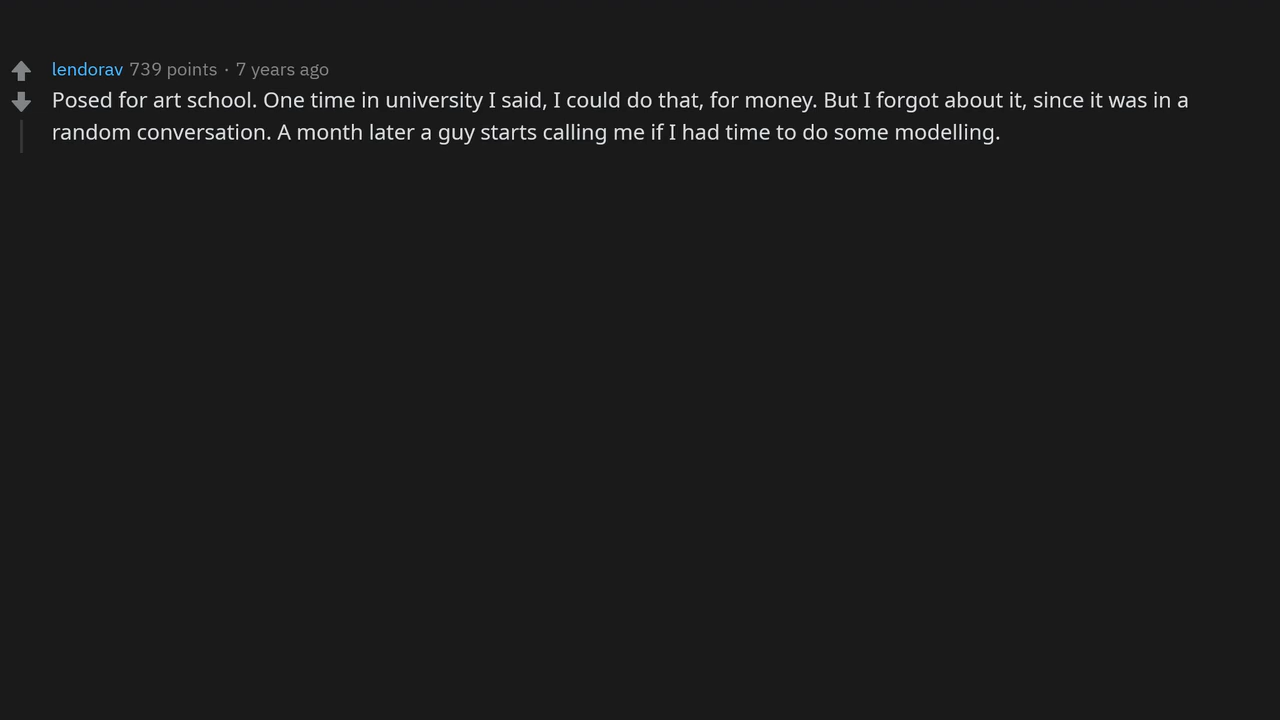 lendorav 739 points · 7 years ago
Posed for art school. One time in university I said, I could do that, for money. But I forgot about it, since it was in a
random conversation. A month later a guy starts calling me if I had time to do some modelling.